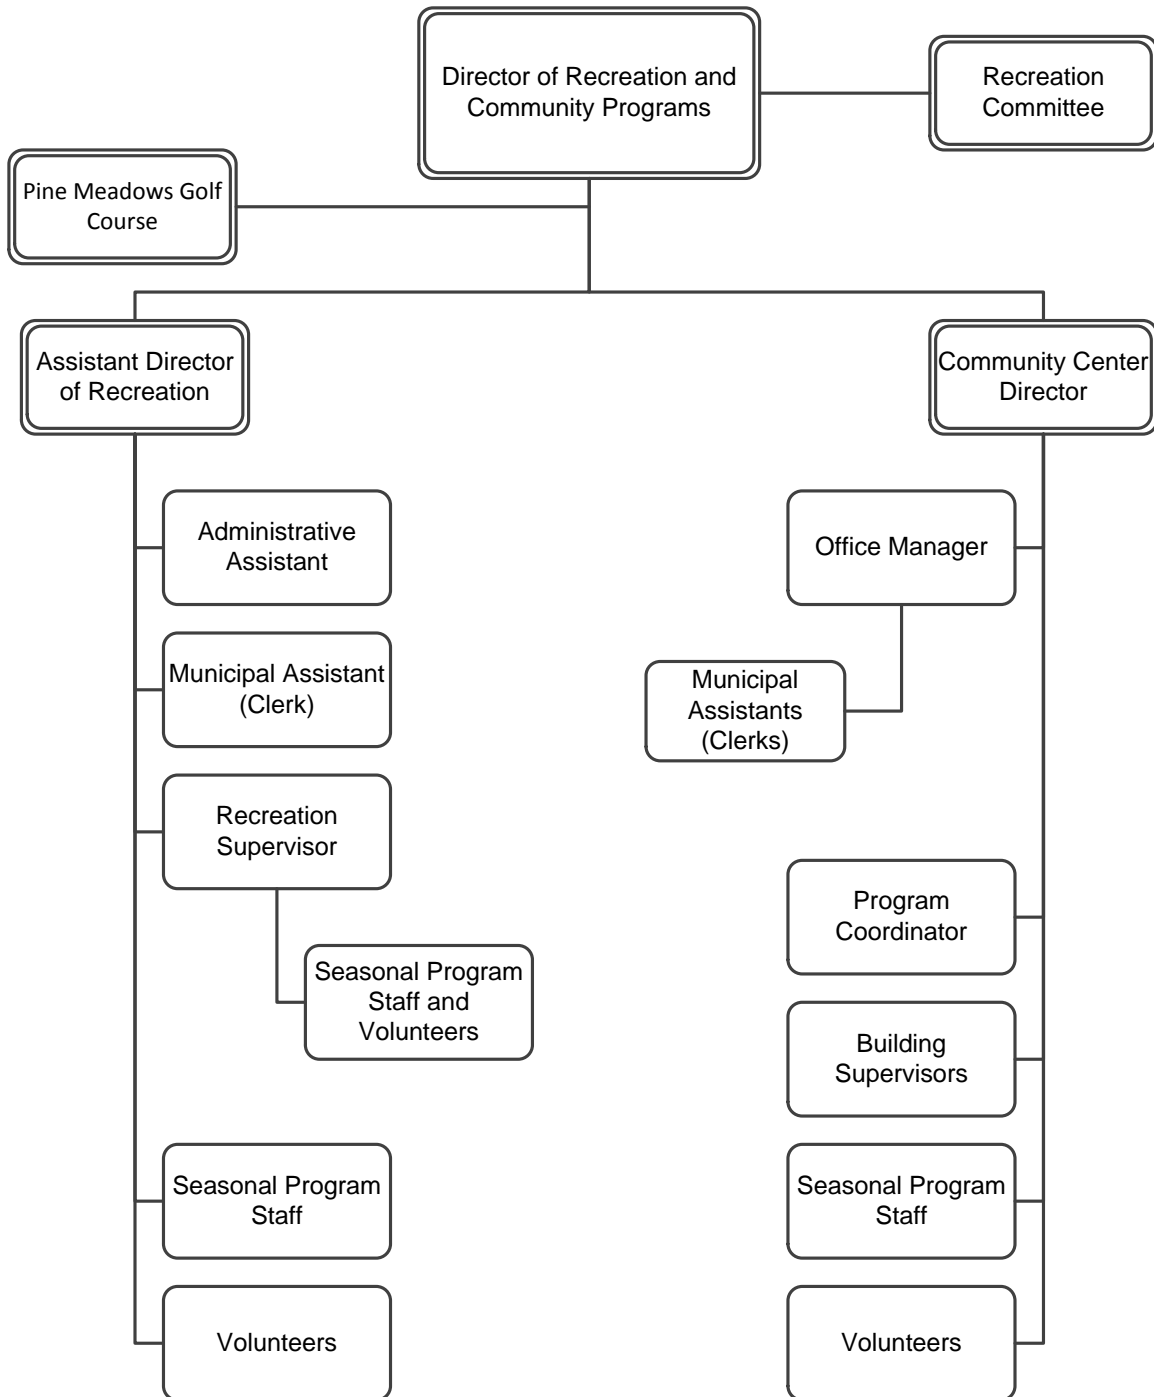 Director of Recreation and
Community Programs
Recreation
Committee
Pine Meadows Golf
Course
Assistant Director
of Recreation
Community Center
Director
Administrative
Assistant
Office Manager
Municipal Assistant
(Clerk)
Municipal
Assistants
(Clerks)
Recreation
Supervisor
Program
Coordinator
Seasonal Program
Staff and
Volunteers
Building
Supervisors
Seasonal Program
Staff
Seasonal Program
Staff
Volunteers
Volunteers